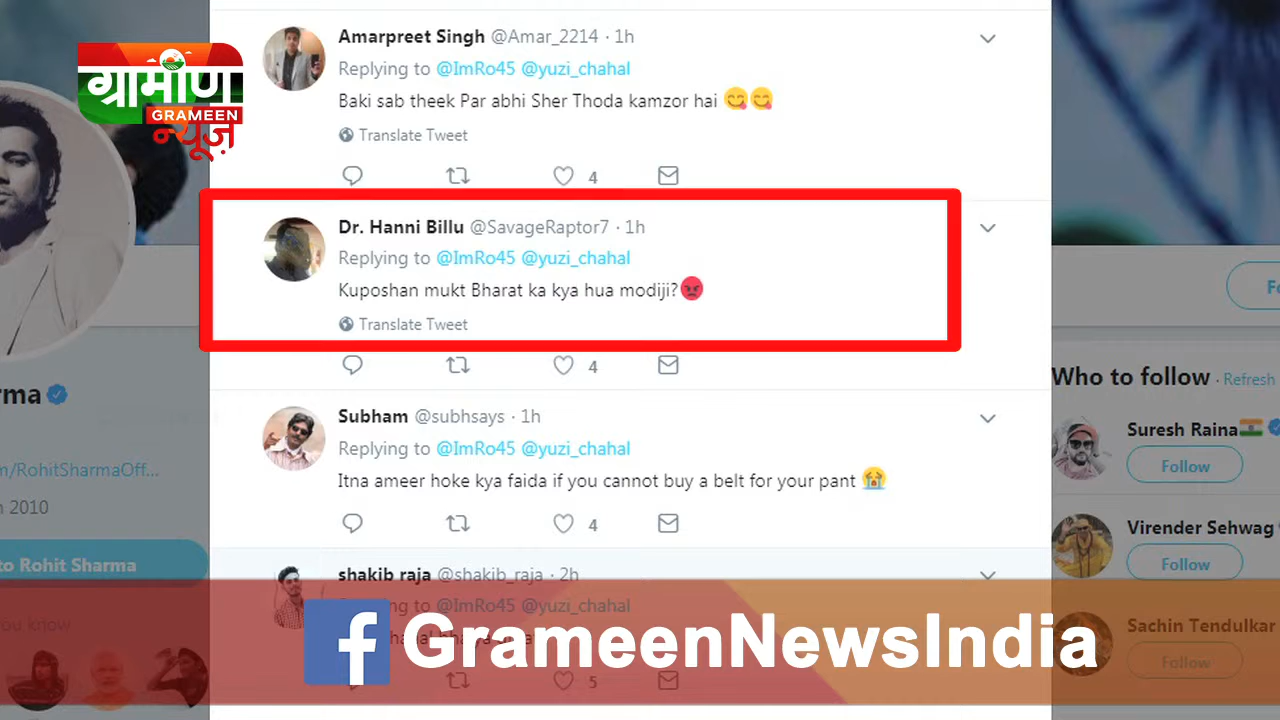 ग्रामीण
GRAMEEN
न्यूज़
Amarpreet Singh @Amar_2214 · 1h
Replying to @ImRo45 @yuzi_chahal
Baki sab theek Par abhi Sher Thoda kamzor hai 😋😋
Translate Tweet
4
Dr. Hanni Billu @SavageRaptor7 · 1h
Replying to @ImRo45 @yuzi_chahal
Kuposhan mukt Bharat ka kya hua modiji?😡
Translate Tweet
4
Subham @subhsays · 1h
Replying to @ImRo45 @yuzi_chahal
Itna ameer hoke kya faida if you cannot buy a belt for your pant 😭
4
shakib raja @shakib_raja · 2h
to @ImRo45 @yuzi_chahal
5
rma
m/RohitSharmaOff...
2010
to Rohit Sharma
you know
Who to follow · Refresh
Suresh Raina🇮🇳
Follow
Virender Sehwag
Follow
Sachin Tendulkar
Follow
f GrameenNewsIndia